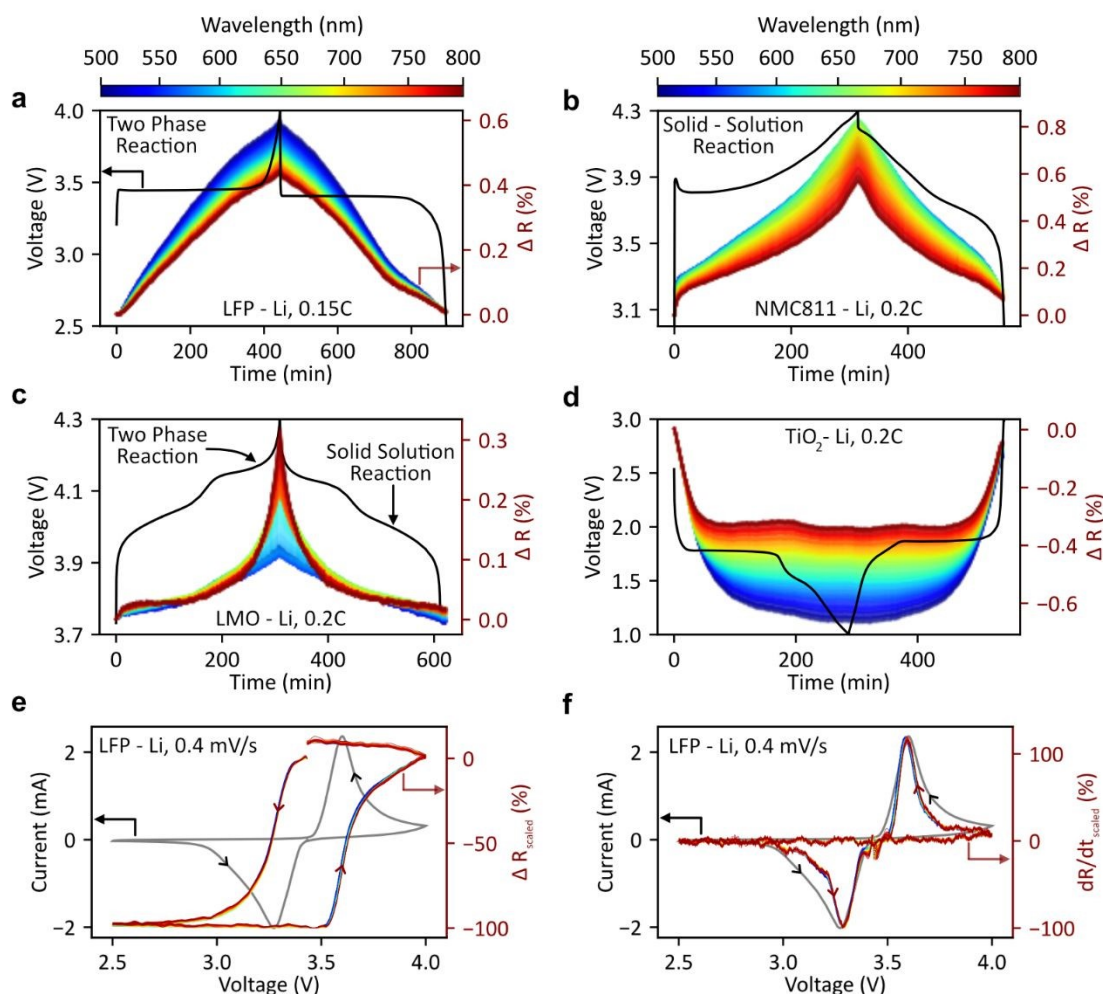 Wavelength (nm) Wavelength (nm)
500 550 600 650 700 750 800 500 550 600 650 700 750 800
a
4.0 3.5 3.0 2.5
Voltage (V)
Two Phase
Reaction
LFP - Li, 0.15C
0.6 0.4 0.2 0.0
Δ R (%)
0 200 400 600 800
Time (min)
b
4.3 3.9 3.5 3.1
Voltage (V)
Solid - Solution
Reaction
NMC811 - Li, 0.2C
0.8 0.6 0.4 0.2 0.0
Δ R (%)
0 200 400
Time (min)
c
4.3 4.1 3.9 3.7
Voltage (V)
Two Phase
Reaction
Solid Solution
Reaction
LMO - Li, 0.2C
0.3 0.2 0.1 0.0
Δ R (%)
0 200 400 600
Time (min)
d
3.0 2.5 2.0 1.5 1.0
Voltage (V)
TiO₂- Li, 0.2C
0.0 −0.2 −0.4 −0.6
Δ R (%)
0 200 400
Time (min)
e
2 0 −2
Current (mA)
LFP - Li, 0.4 mV/s
0 −50 −100
Δ R scaled (%)
2.5 3.0 3.5 4.0
Voltage (V)
f
2 0 −2
Current (mA)
LFP - Li, 0.4 mV/s
100 50 0 −50 −100
dR/dt scaled (%)
2.5 3.0 3.5 4.0
Voltage (V)